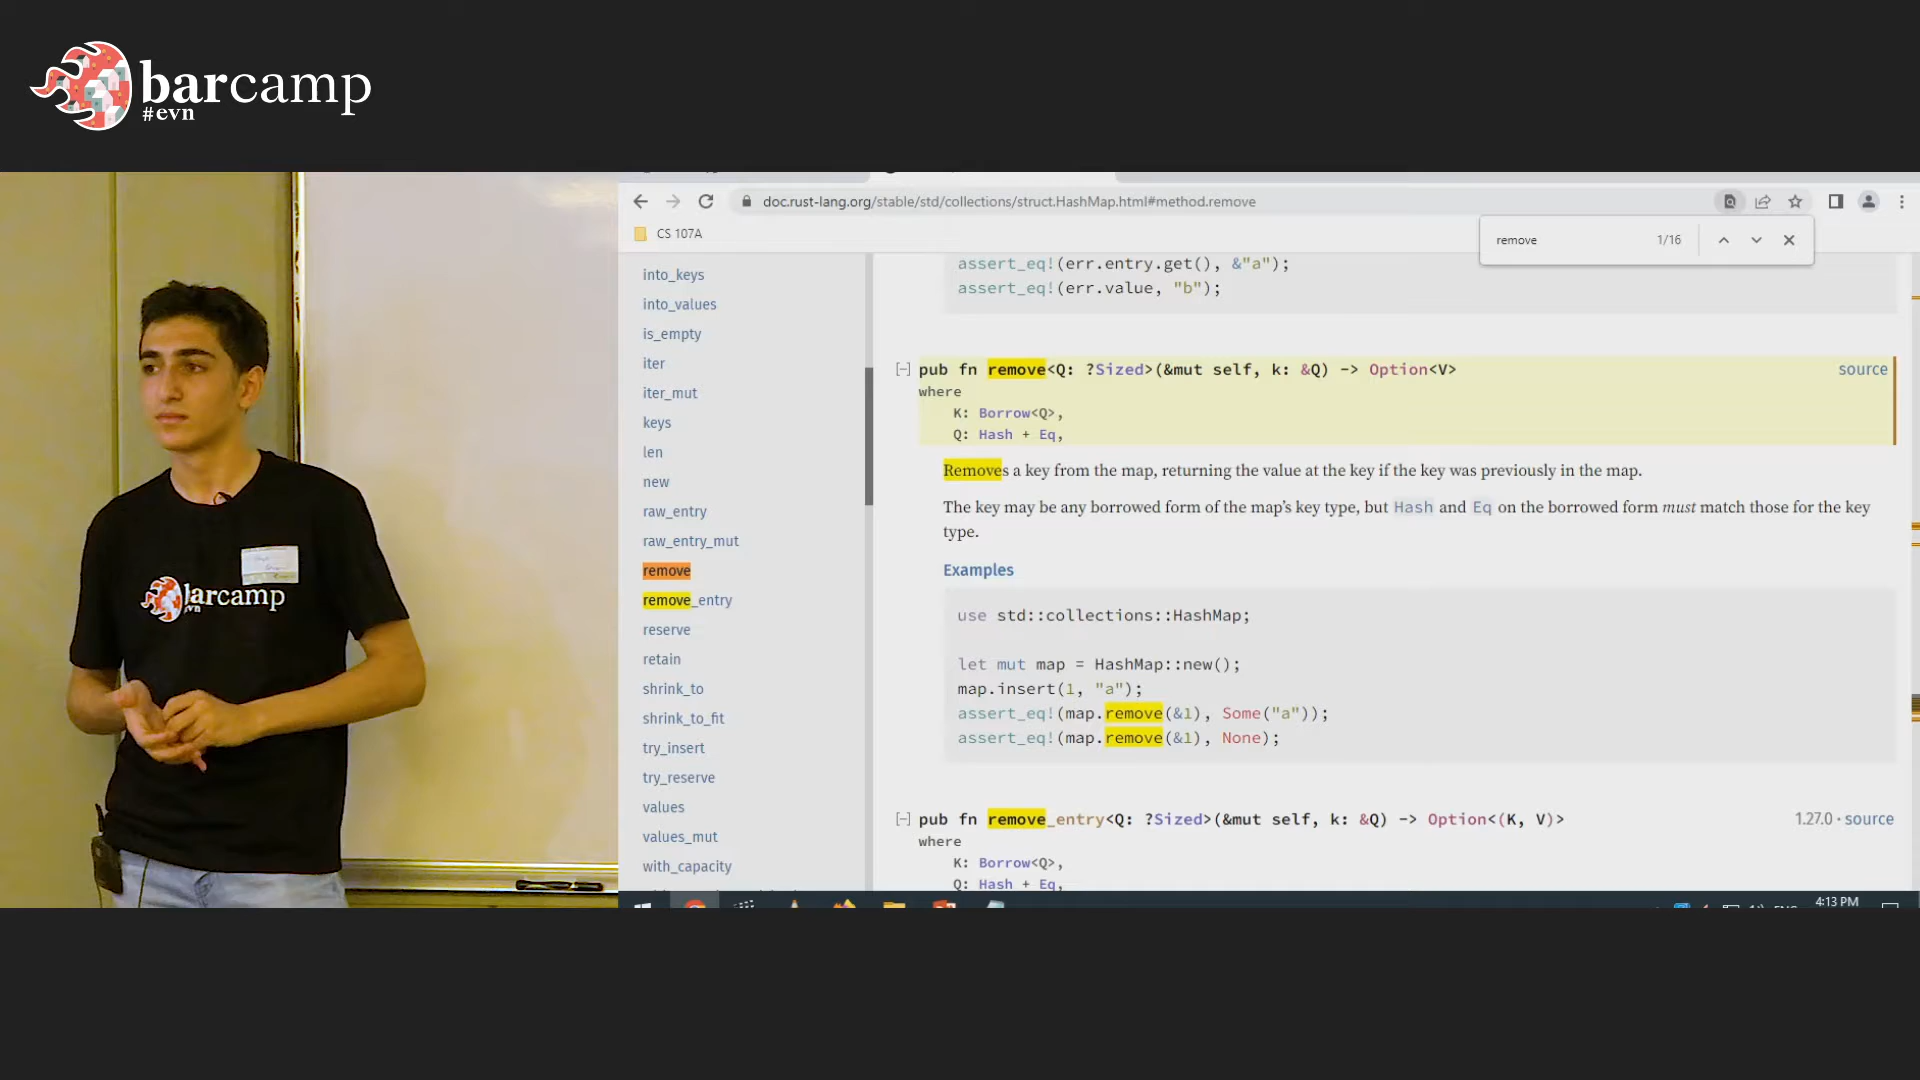 barcamp
#evn
barcamp
evn
doc.rust-lang.org/stable/std/collections/struct.HashMap.html#method.remove
CS 107A
remove 1/16
into_keys
into_values
is_empty
iter
iter_mut
keys
len
new
raw_entry
raw_entry_mut
remove
remove_entry
reserve
retain
shrink_to
shrink_to_fit
try_insert
try_reserve
values
values_mut
with_capacity
assert_eq!(err.entry.get(), &"a");
assert_eq!(err.value, "b");
[-] pub fn remove<Q: ?Sized>(&mut self, k: &Q) -> Option<V> source
where
K: Borrow<Q>,
Q: Hash + Eq,
Removes a key from the map, returning the value at the key if the key was previously in the map.
The key may be any borrowed form of the map’s key type, but Hash and Eq on the borrowed form must match those for the key
type.
Examples
use std::collections::HashMap;
let mut map = HashMap::new();
map.insert(1, "a");
assert_eq!(map.remove(&1), Some("a"));
assert_eq!(map.remove(&1), None);
[-] pub fn remove_entry<Q: ?Sized>(&mut self, k: &Q) -> Option<(K, V)> 1.27.0 · source
where
K: Borrow<Q>,
Q: Hash + Eq,
4:13 PM